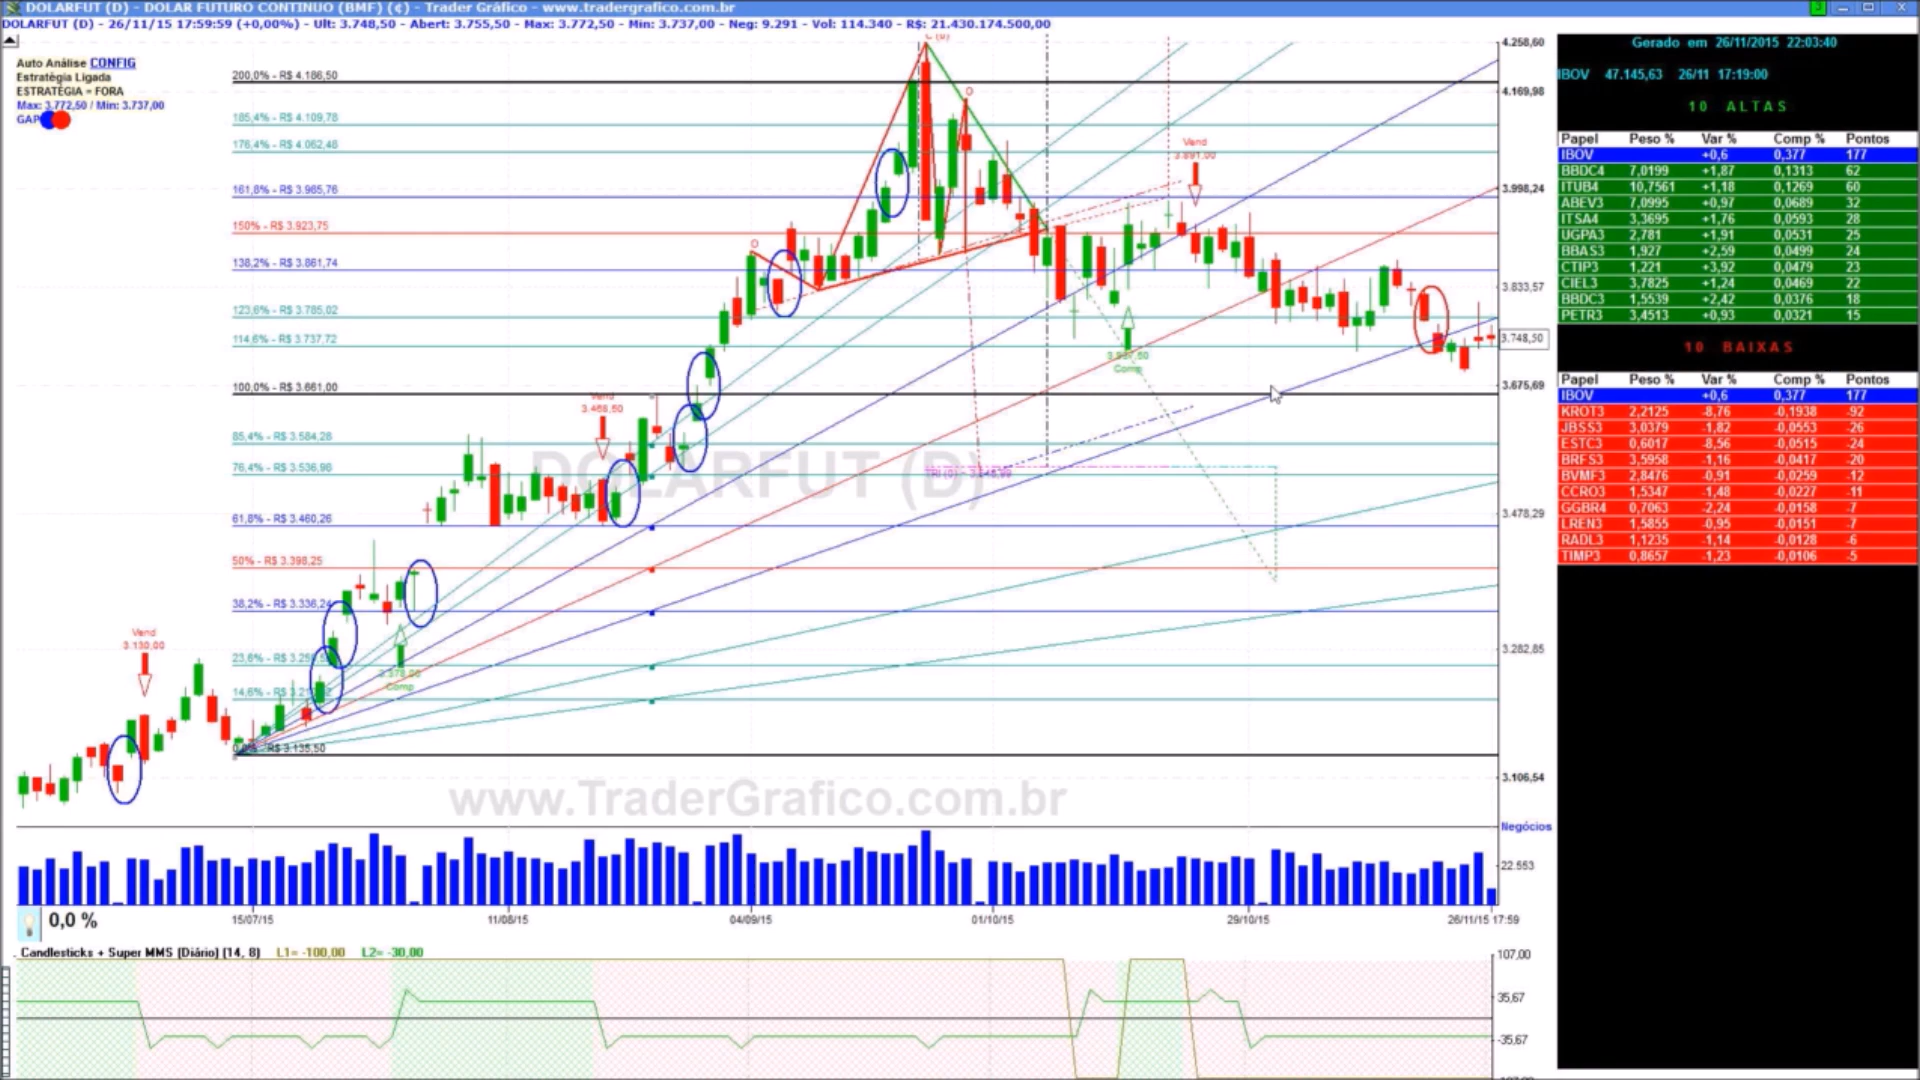 DOLARFUT (D) - DOLAR FUTURO CONTINUO (BMF) (¢) - Trader Gráfico - www.tradergrafico.com.br
DOLARFUT (D) - 26/11/15 17:59:59 (+0,00%) - Ult: 3.748,50 - Abert: 3.755,50 - Max: 3.772,50 - Min: 3.737,00 - Neg: 9.291 - Vol: 114.340 - R$: 21.430.174.500,00
Auto Análise CONFIG
Estratégia Ligada
ESTRATÉGIA = FORA
Max: 3.772,50 / Min: 3.737,00
GAP
200,0% - R$ 4.186,50
185,4% - R$ 4.109,78
176,4% - R$ 4.062,48
161,8% - R$ 3.985,76
150% - R$ 3.923,75
138,2% - R$ 3.861,74
123,6% - R$ 3.785,02
114,6% - R$ 3.737,72
100,0% - R$ 3.661,00
85,4% - R$ 3.584,28
76,4% - R$ 3.536,98
61,8% - R$ 3.460,26
50% - R$ 3.398,25
38,2% - R$ 3.336,24
23,6% - R$
14,6% - R$
R$ 3.135,50
Vend
3.130,00
Comp
Vend
3.468,50
O
O
Vend
3.891,00
Comp
DOLARFUT (D)
www.TraderGrafico.com.br
4.258,60
4.169,98
3.998,24
3.833,57
3.748,50
3.675,69
3.478,29
3.282,85
3.106,54
Negócios
22.553
0,0 %
15/07/15
11/08/15
04/09/15
01/10/15
29/10/15
26/11/15 17:59
Candlesticks + Super MMS [Diário] [14, 8] L1= -100,00 L2= -30,00
107,00
35,67
-35,67
Gerado em 26/11/2015 22:03:40
IBOV 47.145,63 26/11 17:19:00
10 ALTAS
Papel Peso % Var % Comp % Pontos
IBOV +0,6 0,377 177
BBDC4 7,0199 +1,87 0,1313 62
ITUB4 10,7561 +1,18 0,1269 60
ABEV3 7,0995 +0,97 0,0689 32
ITSA4 3,3695 +1,76 0,0593 28
UGPA3 2,781 +1,91 0,0531 25
BBAS3 1,927 +2,59 0,0499 24
CTIP3 1,221 +3,92 0,0479 23
CIEL3 3,7825 +1,24 0,0469 22
BBDC3 1,5539 +2,42 0,0376 18
PETR3 3,4513 +0,93 0,0321 15
10 BAIXAS
Papel Peso % Var % Comp % Pontos
IBOV +0,6 0,377 177
KROT3 2,2125 -8,76 -0,1938 -92
JBSS3 3,0379 -1,82 -0,0553 -26
ESTC3 0,6017 -8,56 -0,0515 -24
BRFS3 3,5958 -1,16 -0,0417 -20
BVMF3 2,8476 -0,91 -0,0259 -12
CCRO3 1,5347 -1,48 -0,0227 -11
GGBR4 0,7063 -2,24 -0,0158 -7
LREN3 1,5855 -0,95 -0,0151 -7
RADL3 1,1235 -1,14 -0,0128 -6
TIMP3 0,8657 -1,23 -0,0106 -5